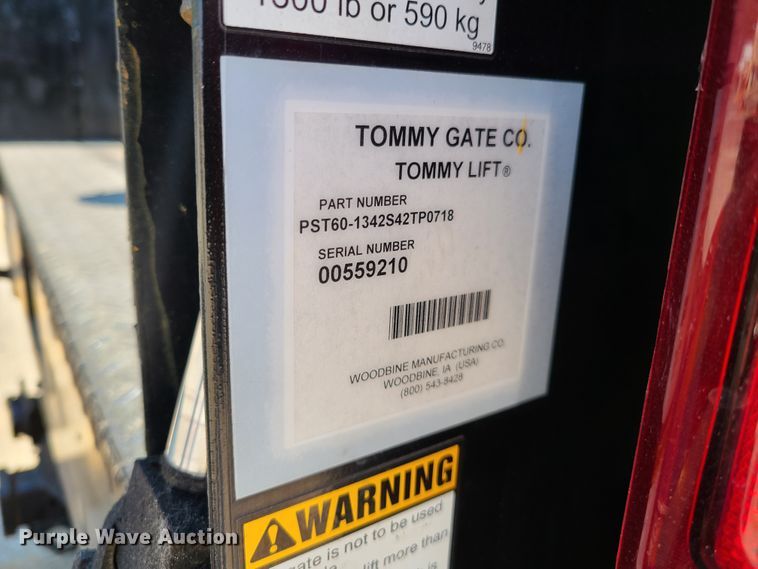 1300 lb or 590 kg
9478
TOMMY GATE CO.
TOMMY LIFT®
PART NUMBER
PST60-1342S42TP0718
SERIAL NUMBER
00559210
WOODBINE MANUFACTURING CO.
WOODBINE, IA (USA)
(800) 543-8428
WARNING
gate is not to be used
lift more than
is
Purple Wave Auction